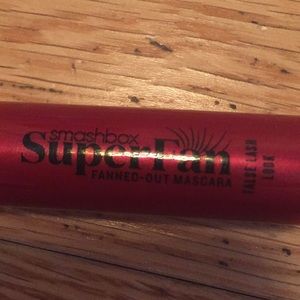 smashbox
SuperFan
FANNED-OUT MASCARA
FALSE LASH
LOOK